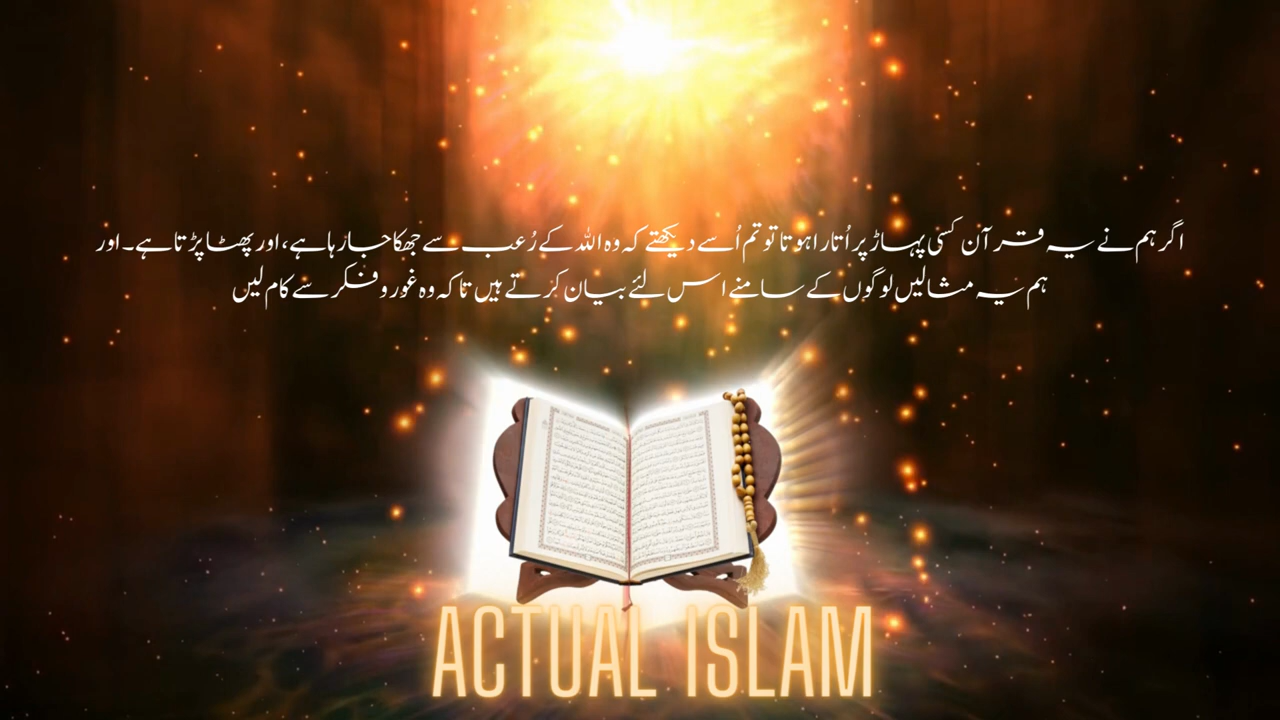 اگر ہم نے یہ قرآن کسی پہاڑ پر اُتارا ہوتا تو تم اُسے دیکھتے کہ وہ اللہ کے رُعب سے جھکا جا رہا ہے، اور پھٹا پڑتا ہے۔ اور
ہم یہ مثالیں لوگوں کے سامنے اس لئے بیان کرتے ہیں تاکہ وہ غور و فکر سے کام لیں
ACTUAL ISLAM